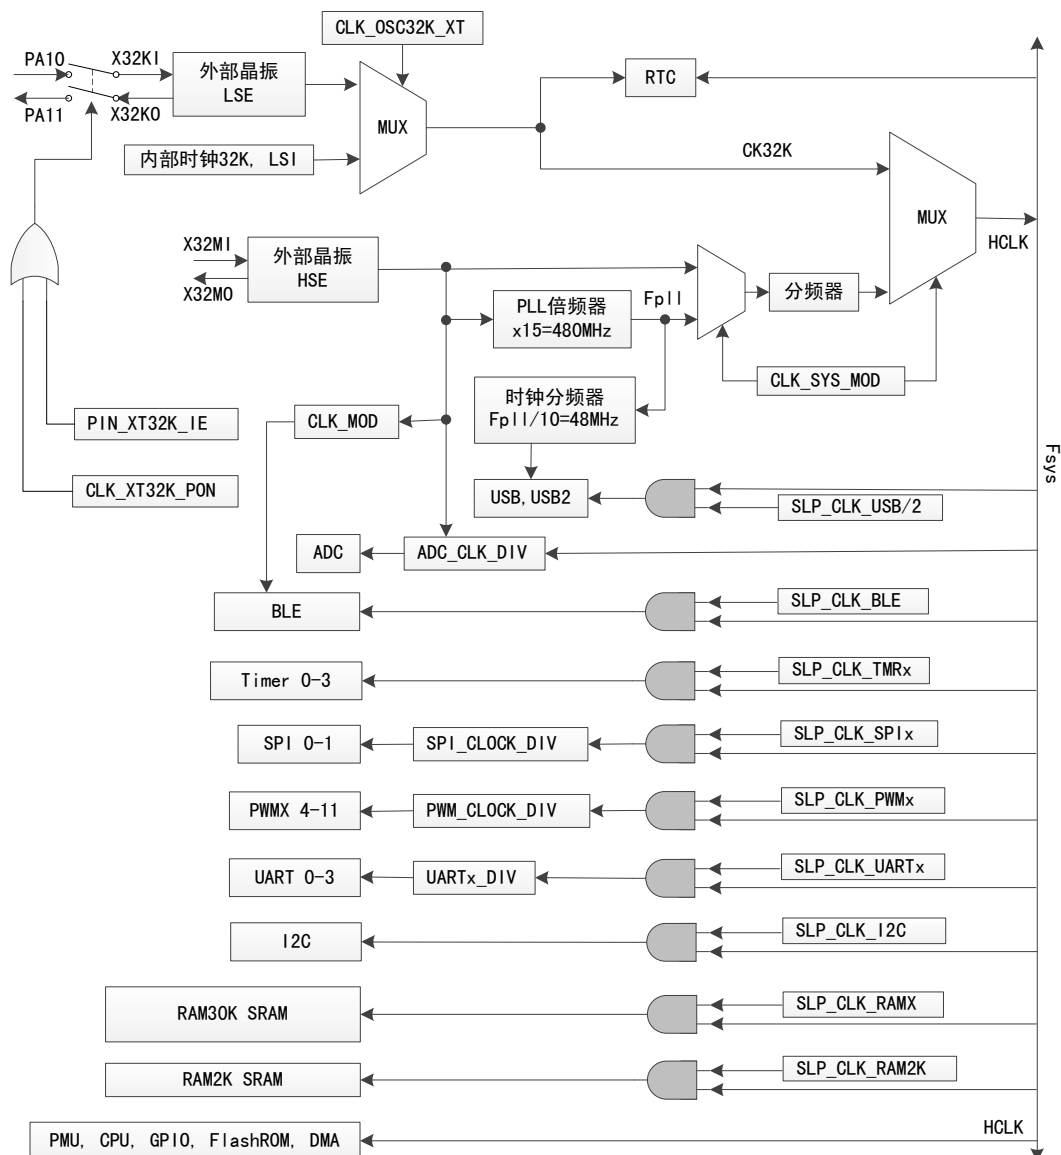 CLK_OSC32K_XT
PA10
X32KI
外部晶振
LSE
RTC
PA11
X32KO
MUX
内部时钟32K, LSI
CK32K
MUX
HCLK
X32MI
外部晶振
HSE
X32MO
PLL倍频器
x15=480MHz
Fpll
分频器
CLK_SYS_MOD
时钟分频器
Fpll/10=48MHz
CLK_MOD
PIN_XT32K_IE
Fsys
CLK_XT32K_PON
USB,USB2
SLP_CLK_USB/2
ADC
ADC_CLK_DIV
BLE
SLP_CLK_BLE
Timer 0-3
SLP_CLK_TMRx
SPI 0-1
SPI_CLOCK_DIV
SLP_CLK_SPIx
PWMX 4-11
PWM_CLOCK_DIV
SLP_CLK_PWMx
UART 0-3
UARTx_DIV
SLP_CLK_UARTx
I2C
SLP_CLK_I2C
RAM30K SRAM
SLP_CLK_RAMX
RAM2K SRAM
SLP_CLK_RAM2K
PMU, CPU, GPIO, FlashROM, DMA
HCLK